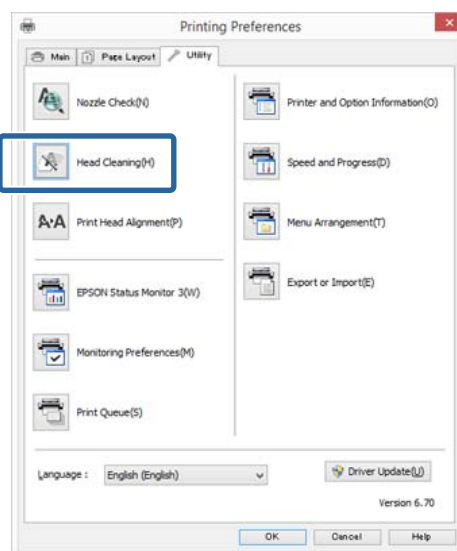 Printing Preferences
Main
Page Layout
Utility
Nozzle Check(N)
Head Cleaning(H)
Print Head Alignment(P)
EPSON Status Monitor 3(W)
Monitoring Preferences(M)
Print Queue(S)
Printer and Option Information(O)
Speed and Progress(D)
Menu Arrangement(T)
Export or Import(E)
Language : English (English)
Driver Update(U)
Version 6.70
OK Cancel Help